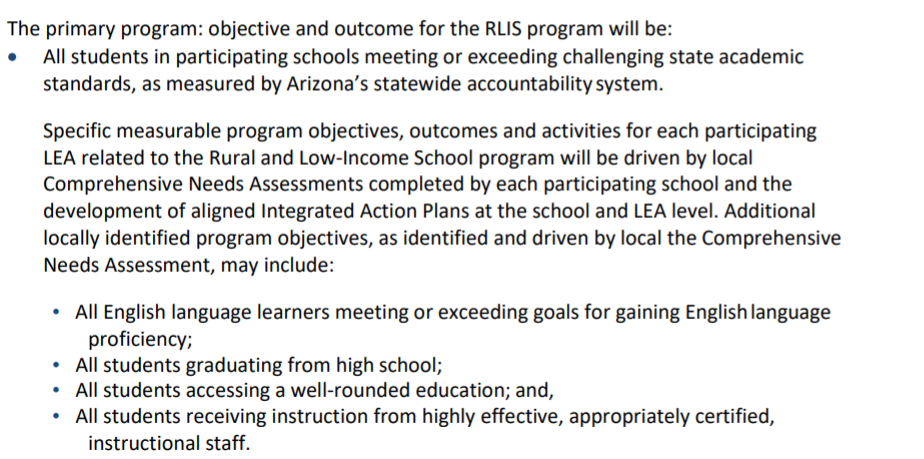 The primary program: objective and outcome for the RLIS program will be:
• All students in participating schools meeting or exceeding challenging state academic
standards, as measured by Arizona’s statewide accountability system.
Specific measurable program objectives, outcomes and activities for each participating
LEA related to the Rural and Low-Income School program will be driven by local
Comprehensive Needs Assessments completed by each participating school and the
development of aligned Integrated Action Plans at the school and LEA level. Additional
locally identified program objectives, as identified and driven by local the Comprehensive
Needs Assessment, may include:
• All English language learners meeting or exceeding goals for gaining English language
proficiency;
• All students graduating from high school;
• All students accessing a well-rounded education; and,
• All students receiving instruction from highly effective, appropriately certified,
instructional staff.